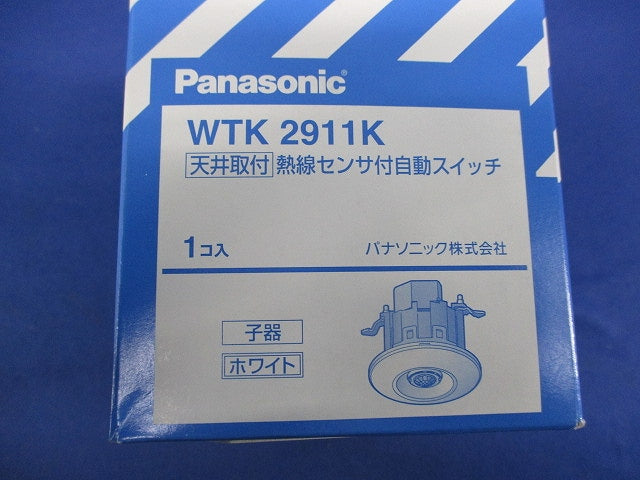 Panasonic®
WTK 2911K
天井取付 熱線センサ付自動スイッチ
1コ入 パナソニック株式会社
子器
ホワイト